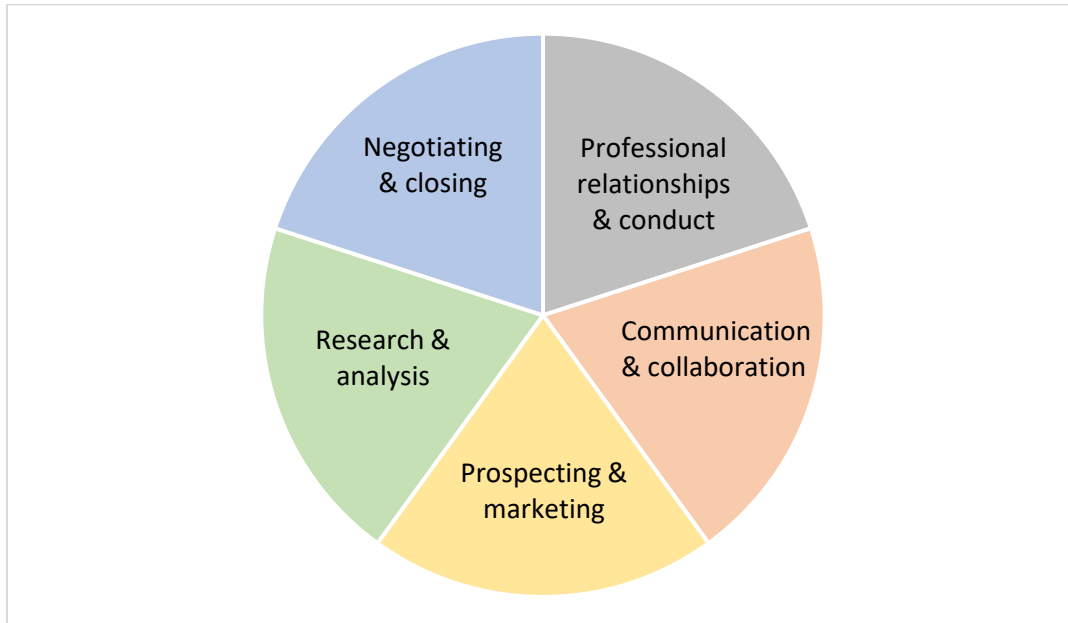 Negotiating
& closing
Professional
relationships
& conduct
Research &
analysis
Communication
& collaboration
Prospecting &
marketing